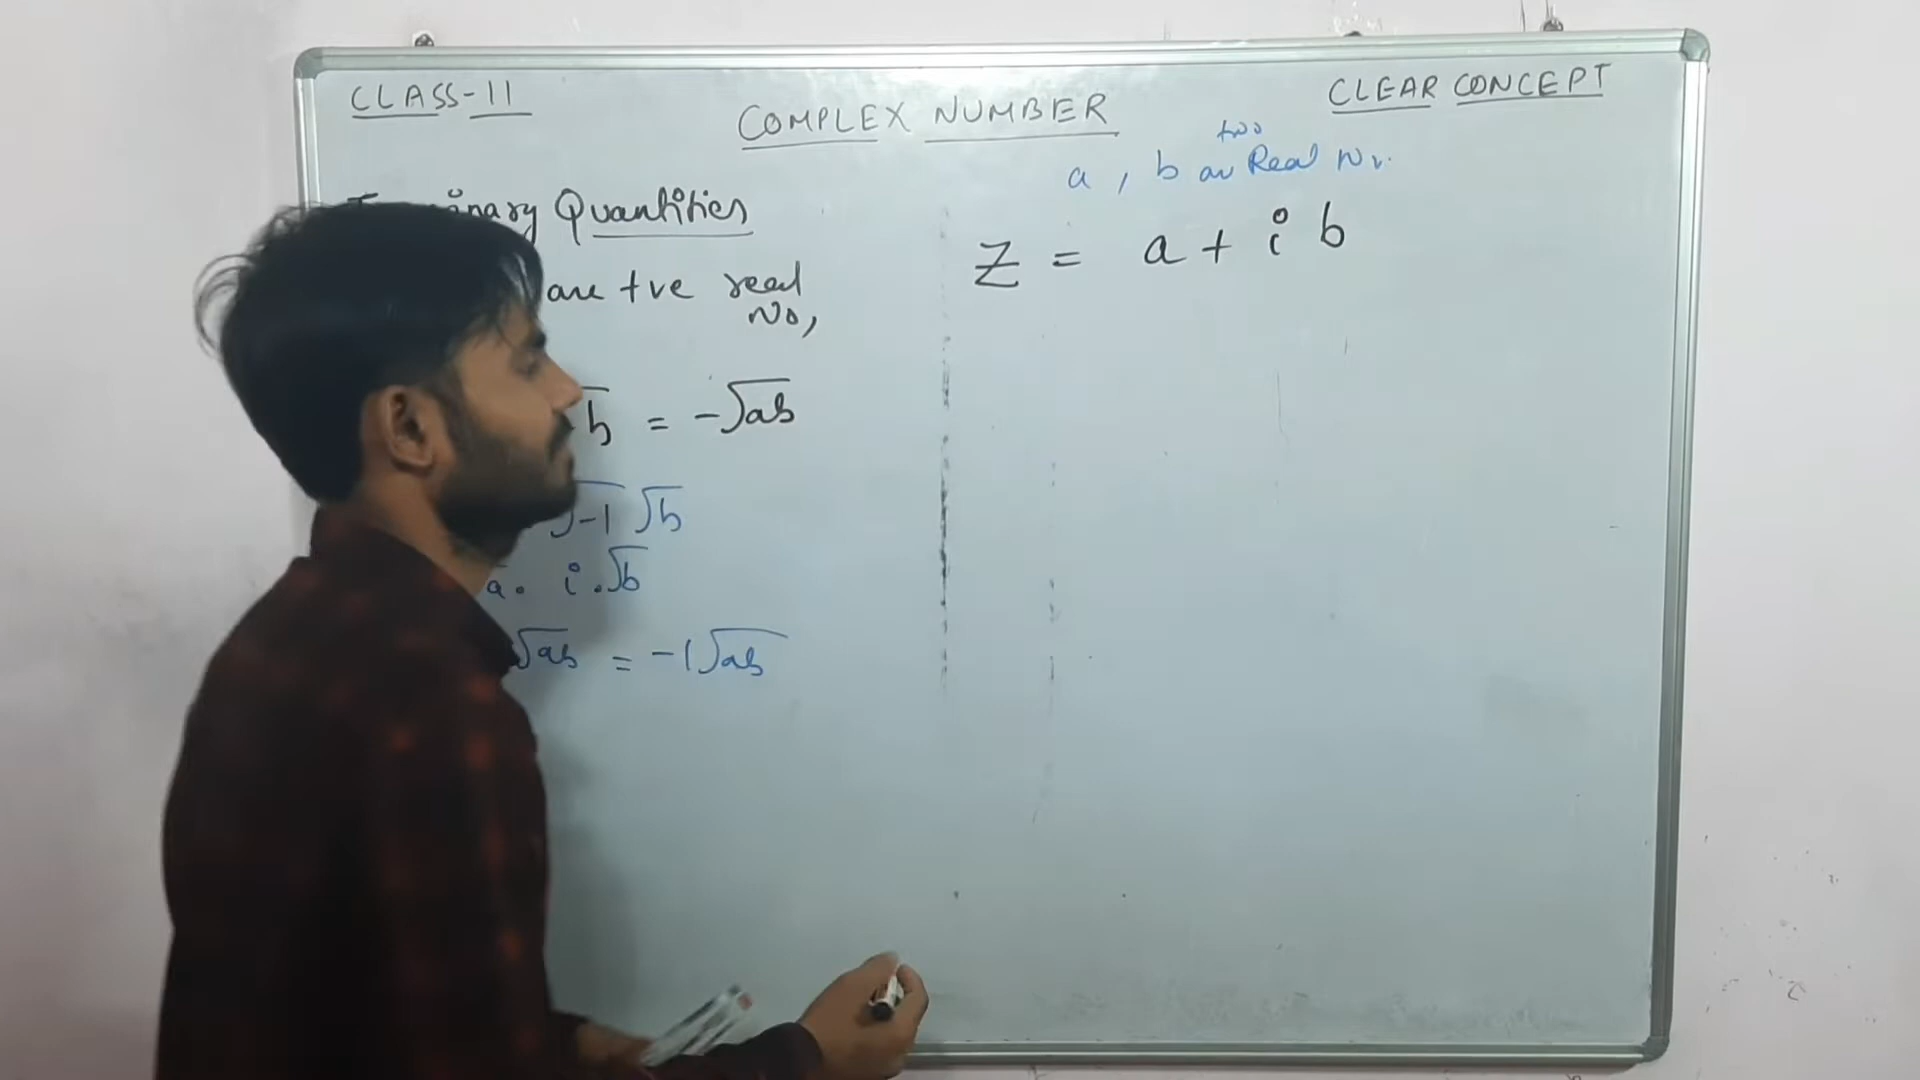 CLASS-11
COMPLEX NUMBER
CLEAR CONCEPT
Quantities
are +ve real
No,
b = -√ab
√-1 √b
a. i.√b
√ab = -1√ab
two
a, b are Real No.
Z = a + i b